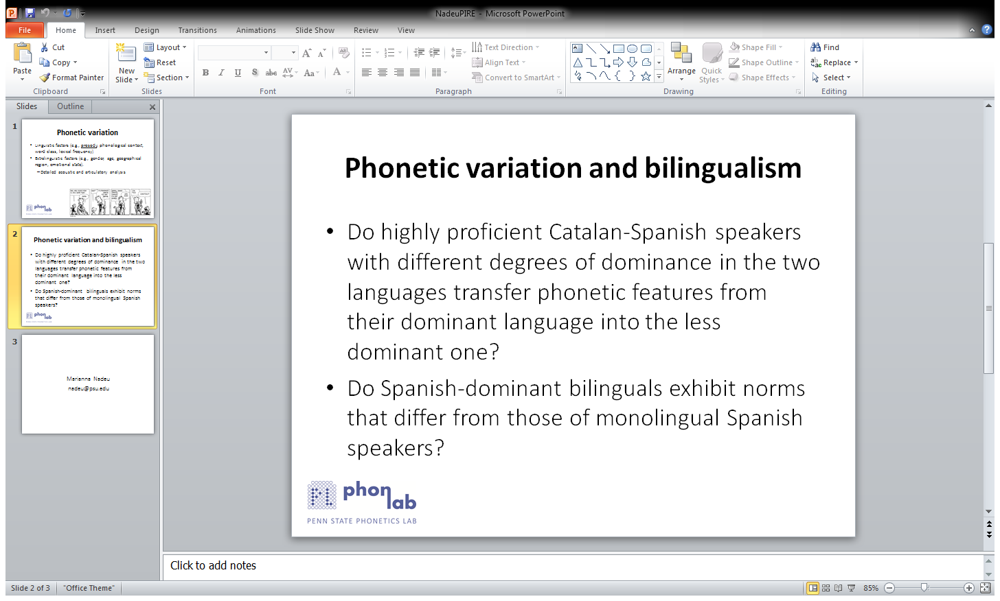 NadeuPIRE - Microsoft PowerPoint
File Home Insert Design Transitions Animations Slide Show Review View
Paste
Cut
Copy
Format Painter
Clipboard
New
Slide
Layout
Reset
Section
Slides
B I U S abc AV Aa A
Font
Text Direction
Align Text
Convert to SmartArt
Paragraph
Arrange
Quick
Styles
Shape Fill
Shape Outline
Shape Effects
Drawing
Find
Replace
Select
Editing
Slides Outline
1
Phonetic variation
• Linguistic factors (e.g., prosody, phonological context,
word class, lexical frequency)
• Extralinguistic factors (e.g., gender, age, geographical
region, emotional state).
– Detailed acoustic and articulatory analysis
phon lab
2
Phonetic variation and bilingualism
• Do highly proficient Catalan-Spanish speakers
with different degrees of dominance in the two
languages transfer phonetic features from
their dominant language into the less
dominant one?
• Do Spanish-dominant bilinguals exhibit norms
that differ from those of monolingual Spanish
speakers?
phon lab
3
Marianna Nadeu
nadeu@psu.edu
Phonetic variation and bilingualism
• Do highly proficient Catalan-Spanish speakers
with different degrees of dominance in the two
languages transfer phonetic features from
their dominant language into the less
dominant one?
• Do Spanish-dominant bilinguals exhibit norms
that differ from those of monolingual Spanish
speakers?
phon
lab
PENN STATE PHONETICS LAB
Click to add notes
Slide 2 of 3 "Office Theme" 85%